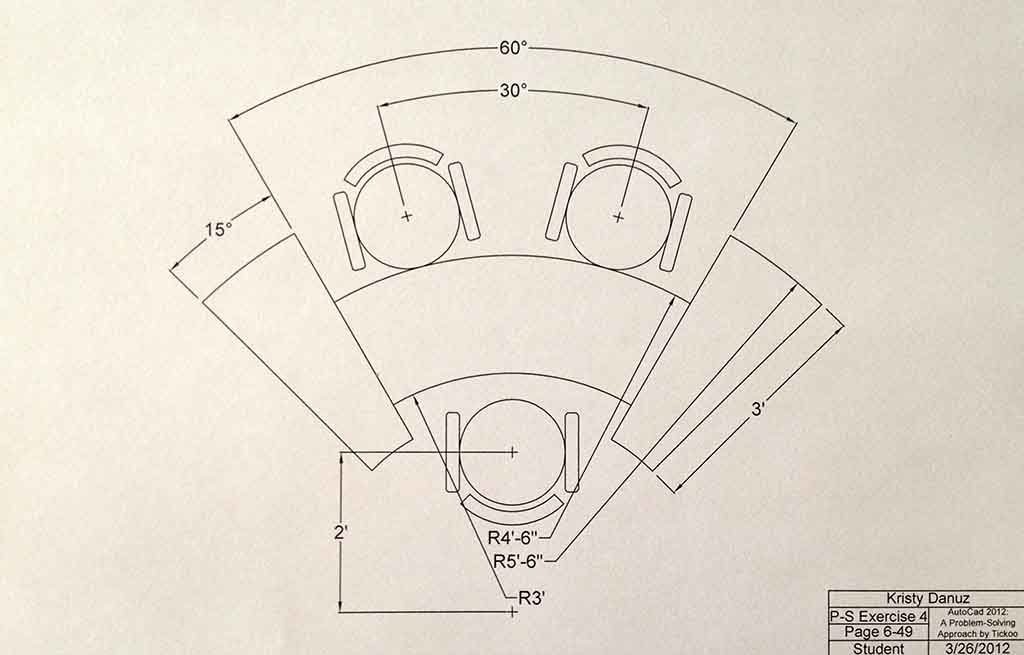 60°
30°
15°
3'
2'
R4'-6"
R5'-6"
R3'
Kristy Danuz
P-S Exercise 4
Page 6-49
AutoCad 2012:
A Problem-Solving
Approach by Tickoo
Student
3/26/2012